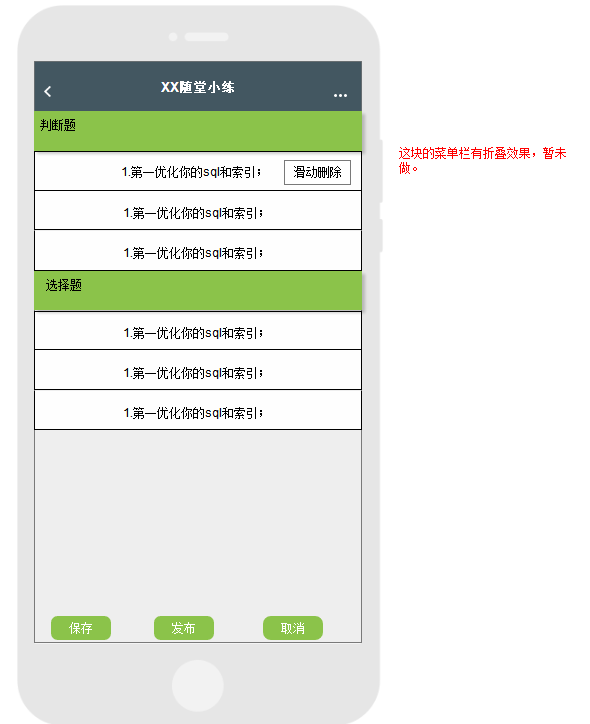 XX随堂小练
...
判断题
这块的菜单栏有折叠效果，暂未
做。
1.第一优化你的sql和索引；
滑动删除
1.第一优化你的sql和索引；
1.第一优化你的sql和索引；
选择题
1.第一优化你的sql和索引；
1.第一优化你的sql和索引；
1.第一优化你的sql和索引；
保存
发布
取消